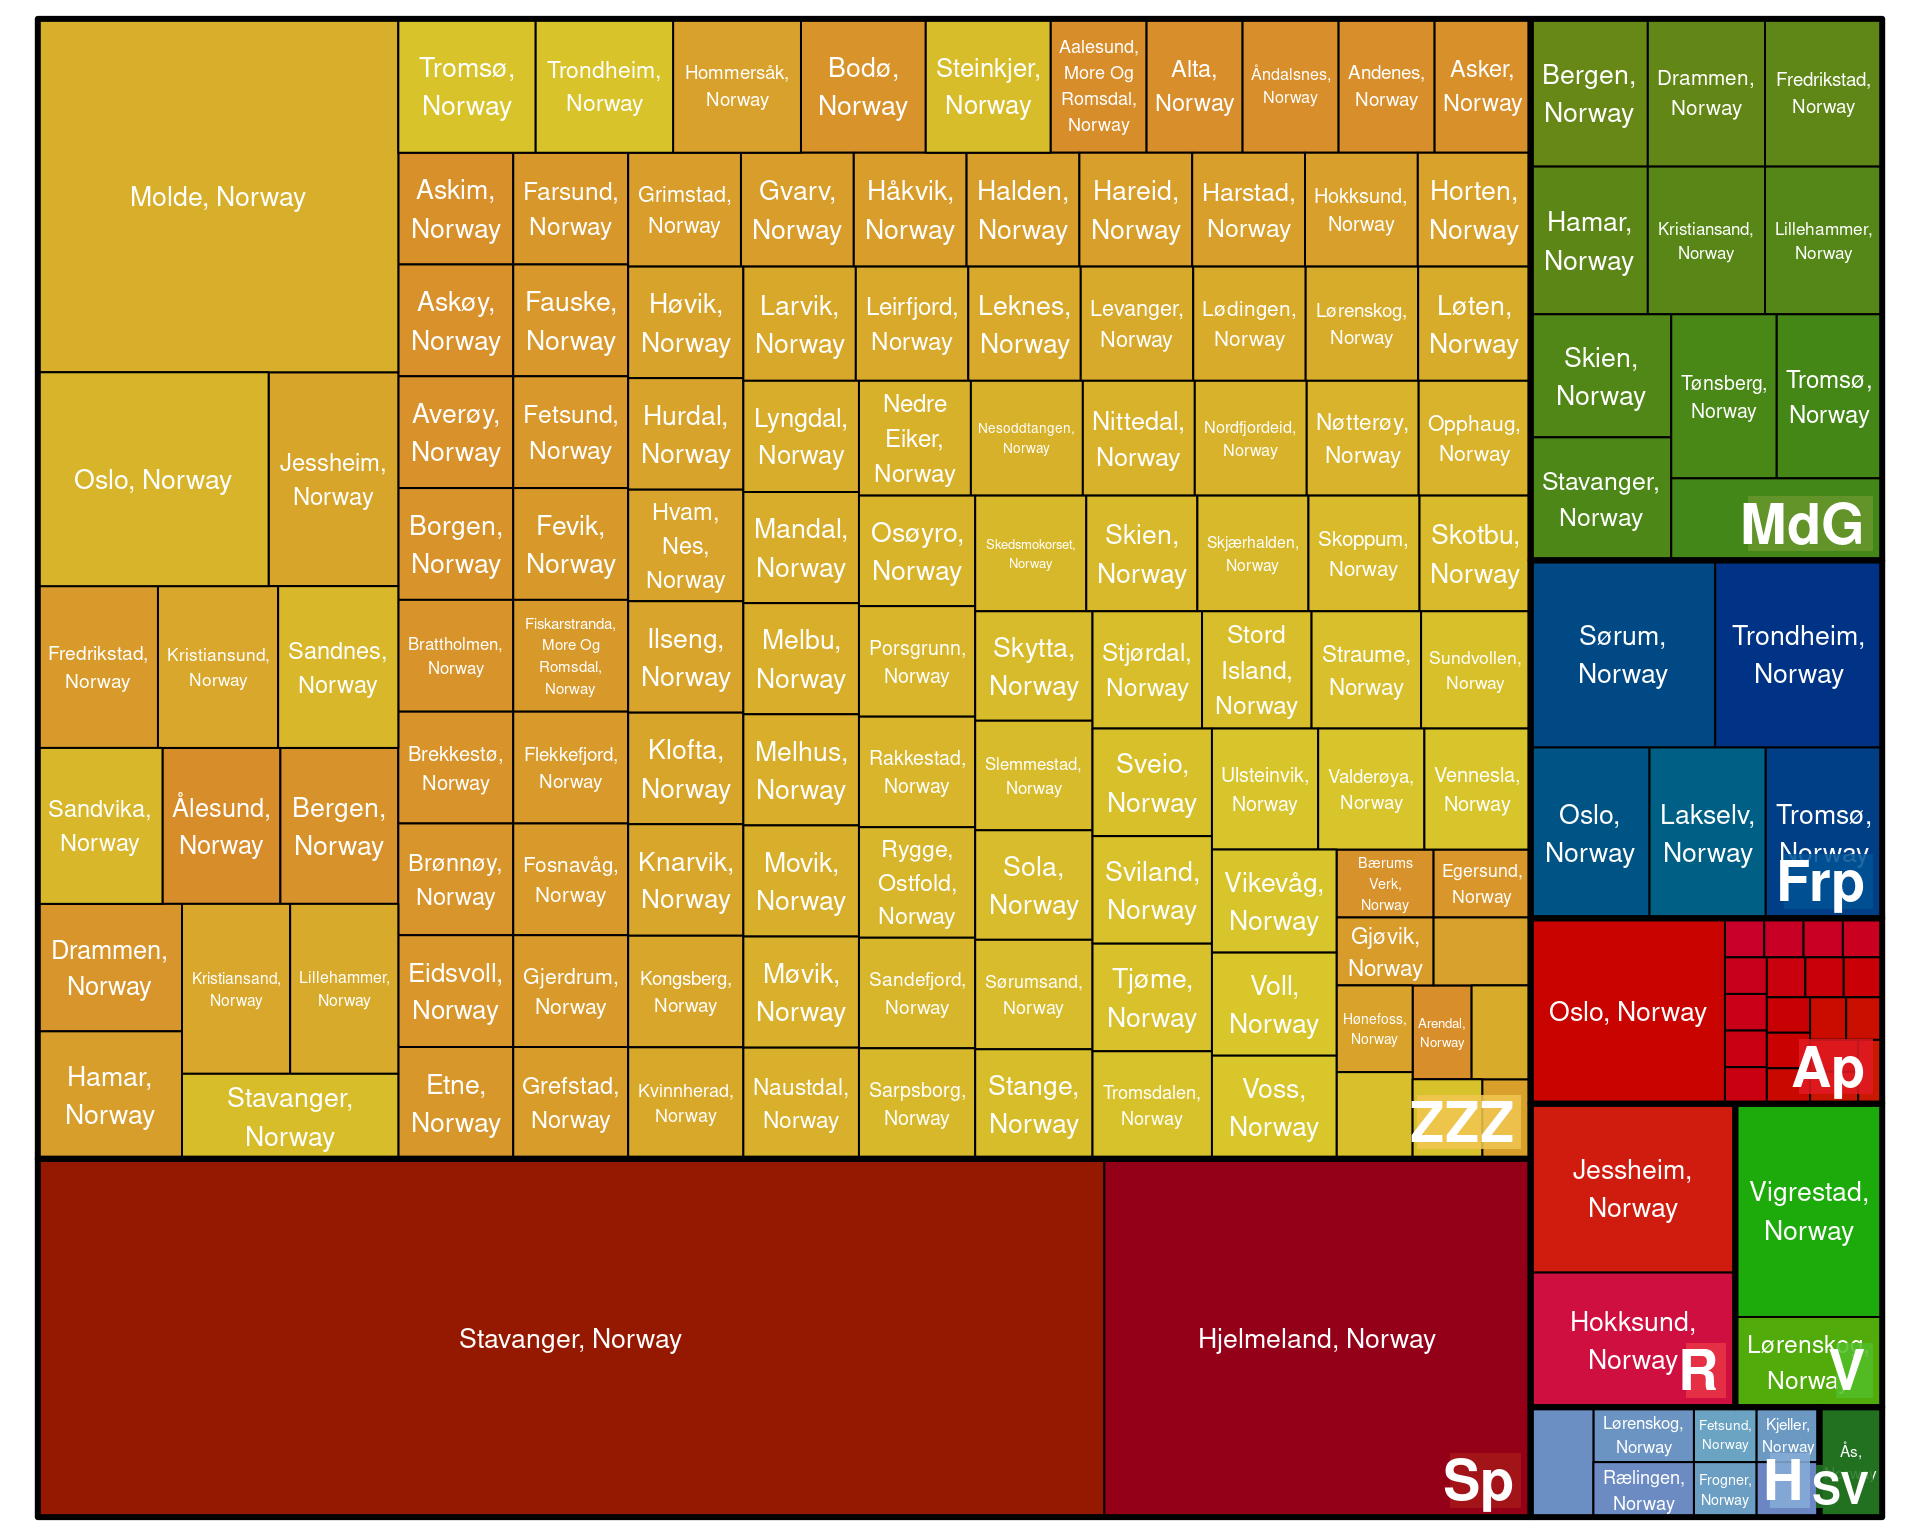 Molde, Norway
Oslo, Norway
Jessheim,
Norway
Fredrikstad,
Norway
Kristiansund,
Norway
Sandnes,
Norway
Sandvika,
Norway
Ålesund,
Norway
Bergen,
Norway
Drammen,
Norway
Kristiansand,
Norway
Lillehammer,
Norway
Hamar,
Norway
Stavanger,
Norway
Tromsø,
Norway
Trondheim,
Norway
Hommersåk,
Norway
Bodø,
Norway
Steinkjer,
Norway
Aalesund,
More Og
Romsdal,
Norway
Alta,
Norway
Åndalsnes,
Norway
Andenes,
Norway
Asker,
Norway
Askim,
Norway
Farsund,
Norway
Grimstad,
Norway
Gvarv,
Norway
Håkvik,
Norway
Halden,
Norway
Hareid,
Norway
Harstad,
Norway
Hokksund,
Norway
Horten,
Norway
Askøy,
Norway
Fauske,
Norway
Høvik,
Norway
Larvik,
Norway
Leirfjord,
Norway
Leknes,
Norway
Levanger,
Norway
Lødingen,
Norway
Lørenskog,
Norway
Løten,
Norway
Averøy,
Norway
Fetsund,
Norway
Hurdal,
Norway
Lyngdal,
Norway
Nedre
Eiker,
Norway
Nesoddtangen,
Norway
Nittedal,
Norway
Nordfjordeid,
Norway
Nøtterøy,
Norway
Opphaug,
Norway
Borgen,
Norway
Fevik,
Norway
Hvam,
Nes,
Norway
Mandal,
Norway
Osøyro,
Norway
Skedsmokorset,
Norway
Skien,
Norway
Skjærhalden,
Norway
Skoppum,
Norway
Skotbu,
Norway
Brattholmen,
Norway
Fiskarstranda,
More Og
Romsdal,
Norway
Ilseng,
Norway
Melbu,
Norway
Porsgrunn,
Norway
Skytta,
Norway
Stjørdal,
Norway
Stord
Island,
Norway
Straume,
Norway
Sundvollen,
Norway
Brekkestø,
Norway
Flekkefjord,
Norway
Klofta,
Norway
Melhus,
Norway
Rakkestad,
Norway
Slemmestad,
Norway
Sveio,
Norway
Ulsteinvik,
Norway
Valderøya,
Norway
Vennesla,
Norway
Brønnøy,
Norway
Fosnavåg,
Norway
Knarvik,
Norway
Movik,
Norway
Rygge,
Ostfold,
Norway
Sola,
Norway
Sviland,
Norway
Vikevåg,
Norway
Bærums
Verk,
Norway
Egersund,
Norway
Gjøvik,
Norway
Eidsvoll,
Norway
Gjerdrum,
Norway
Kongsberg,
Norway
Møvik,
Norway
Sandefjord,
Norway
Sørumsand,
Norway
Tjøme,
Norway
Voll,
Norway
Hønefoss,
Norway
Arendal,
Norway
Etne,
Norway
Grefstad,
Norway
Kvinnherad,
Norway
Naustdal,
Norway
Sarpsborg,
Norway
Stange,
Norway
Tromsdalen,
Norway
Voss,
Norway
ZZZ
Stavanger, Norway
Hjelmeland, Norway
Sp
Bergen,
Norway
Drammen,
Norway
Fredrikstad,
Norway
Hamar,
Norway
Kristiansand,
Norway
Lillehammer,
Norway
Skien,
Norway
Tønsberg,
Norway
Tromsø,
Norway
Stavanger,
Norway
MdG
Sørum,
Norway
Trondheim,
Norway
Oslo,
Norway
Lakselv,
Norway
Tromsø,
Norway
Frp
Oslo, Norway
Ap
Jessheim,
Norway
Hokksund,
Norway
R
Vigrestad,
Norway
Lørenskog,
Norway
V
Lørenskog,
Norway
Fetsund,
Norway
Kjeller,
Norway
Rælingen,
Norway
Frogner,
Norway
H
Ås,
SV